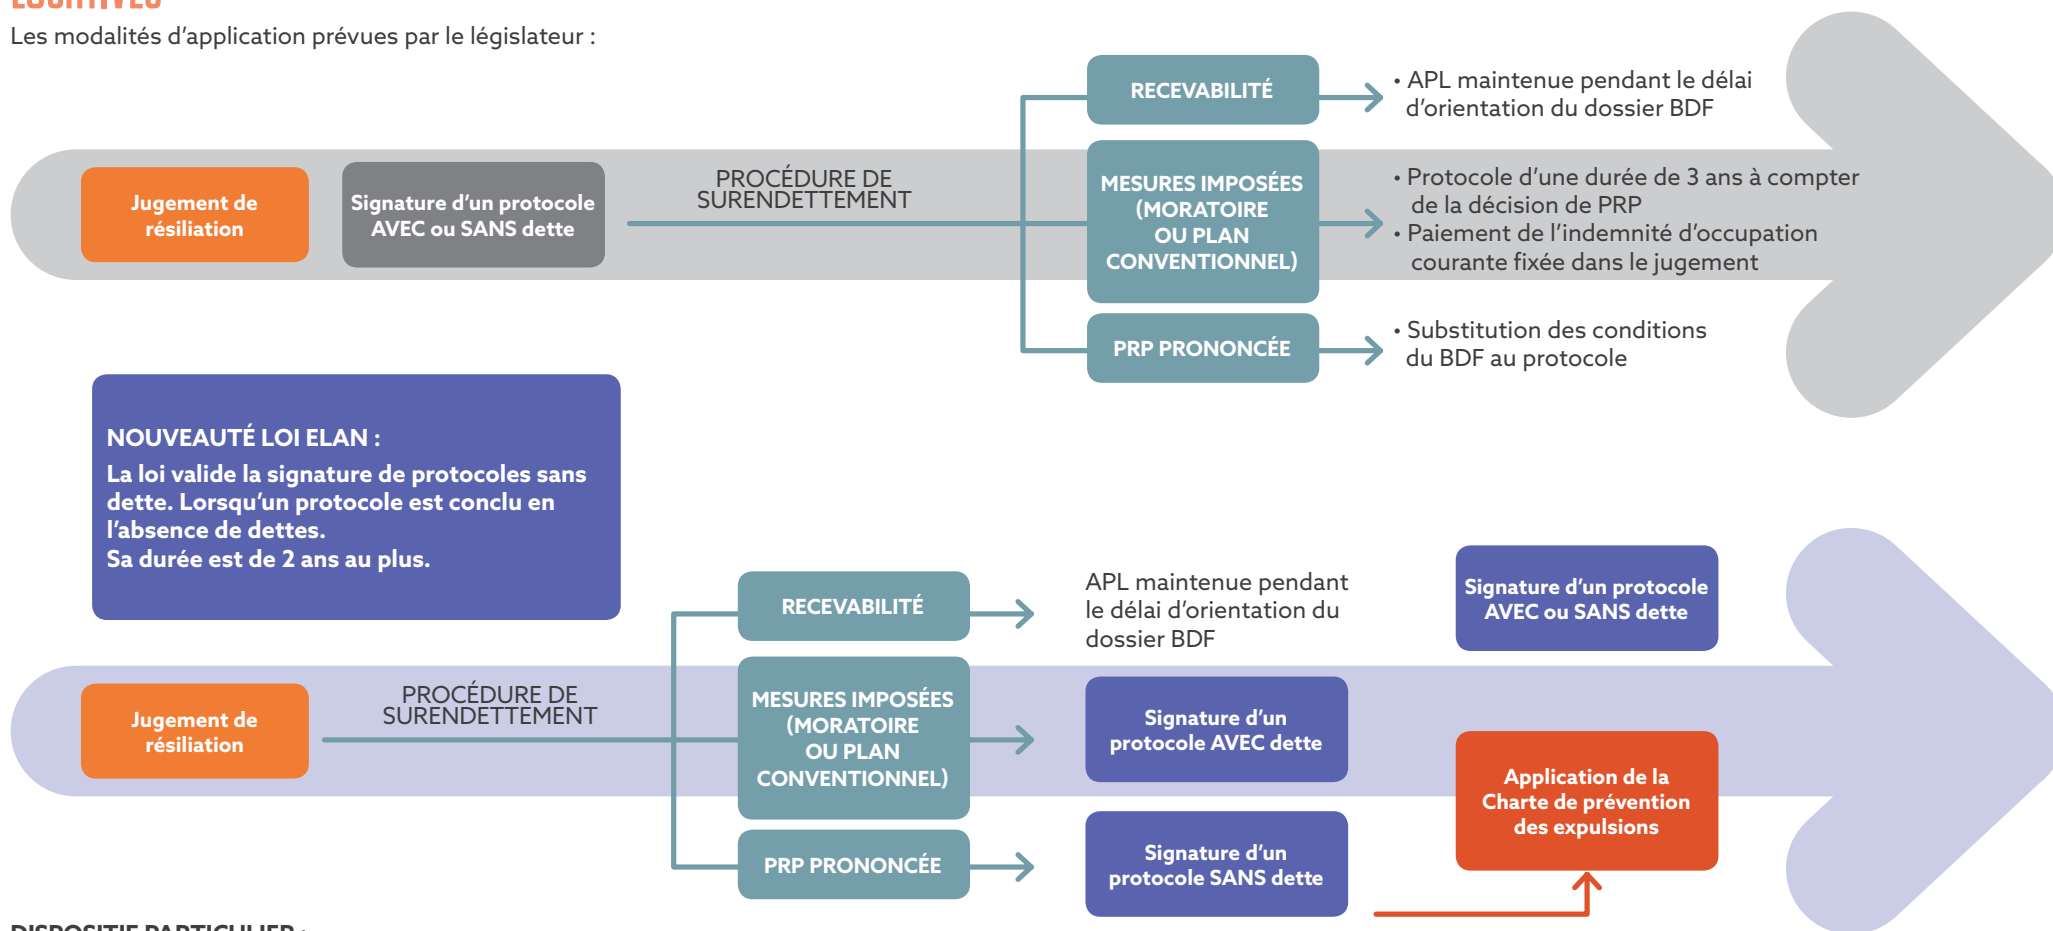 Les modalités d'application prévues par le législateur :
Jugement de
résiliation
Signature d'un protocole
AVEC ou SANS dette
PROCÉDURE DE
SURENDETTEMENT
RECEVABILITÉ
• APL maintenue pendant le délai
d'orientation du dossier BDF
MESURES IMPOSÉES
(MORATOIRE
OU PLAN
CONVENTIONNEL)
• Protocole d'une durée de 3 ans à compter
de la décision de PRP
• Paiement de l'indemnité d'occupation
courante fixée dans le jugement
PRP PRONONCÉE
• Substitution des conditions
du BDF au protocole
NOUVEAUTÉ LOI ELAN :
La loi valide la signature de protocoles sans
dette. Lorsqu'un protocole est conclu en
l'absence de dettes.
Sa durée est de 2 ans au plus.
Jugement de
résiliation
PROCÉDURE DE
SURENDETTEMENT
RECEVABILITÉ
APL maintenue pendant
le délai d'orientation du
dossier BDF
Signature d'un protocole
AVEC ou SANS dette
MESURES IMPOSÉES
(MORATOIRE
OU PLAN
CONVENTIONNEL)
Signature d'un
protocole AVEC dette
PRP PRONONCÉE
Signature d'un
protocole SANS dette
Application de la
Charte de prévention
des expulsions
DISPOSITIF PARTICULIER :